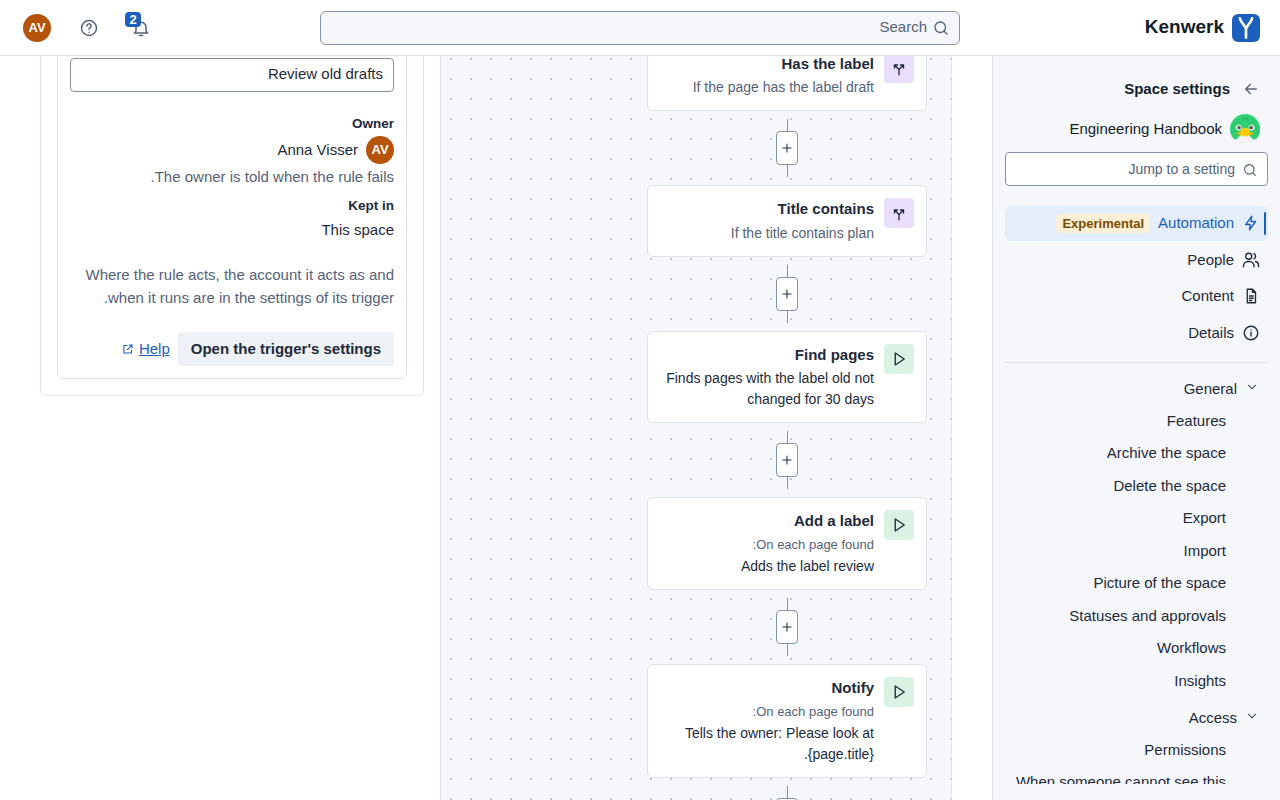 Kenwerk
Search
2
AV
Space settings
Engineering Handbook
Jump to a setting
Automation
Experimental
People
Content
Details
General
Features
Archive the space
Delete the space
Export
Import
Picture of the space
Statuses and approvals
Workflows
Insights
Access
Permissions
When someone cannot see this
Has the label
If the page has the label draft
Title contains
If the title contains plan
Find pages
Finds pages with the label old not
changed for 30 days
Add a label
On each page found:
Adds the label review
Notify
On each page found:
Tells the owner: Please look at
{page.title}.
Review old drafts
Owner
AV
Anna Visser
The owner is told when the rule fails.
Kept in
This space
Where the rule acts, the account it acts as and
when it runs are in the settings of its trigger.
Open the trigger's settings
Help